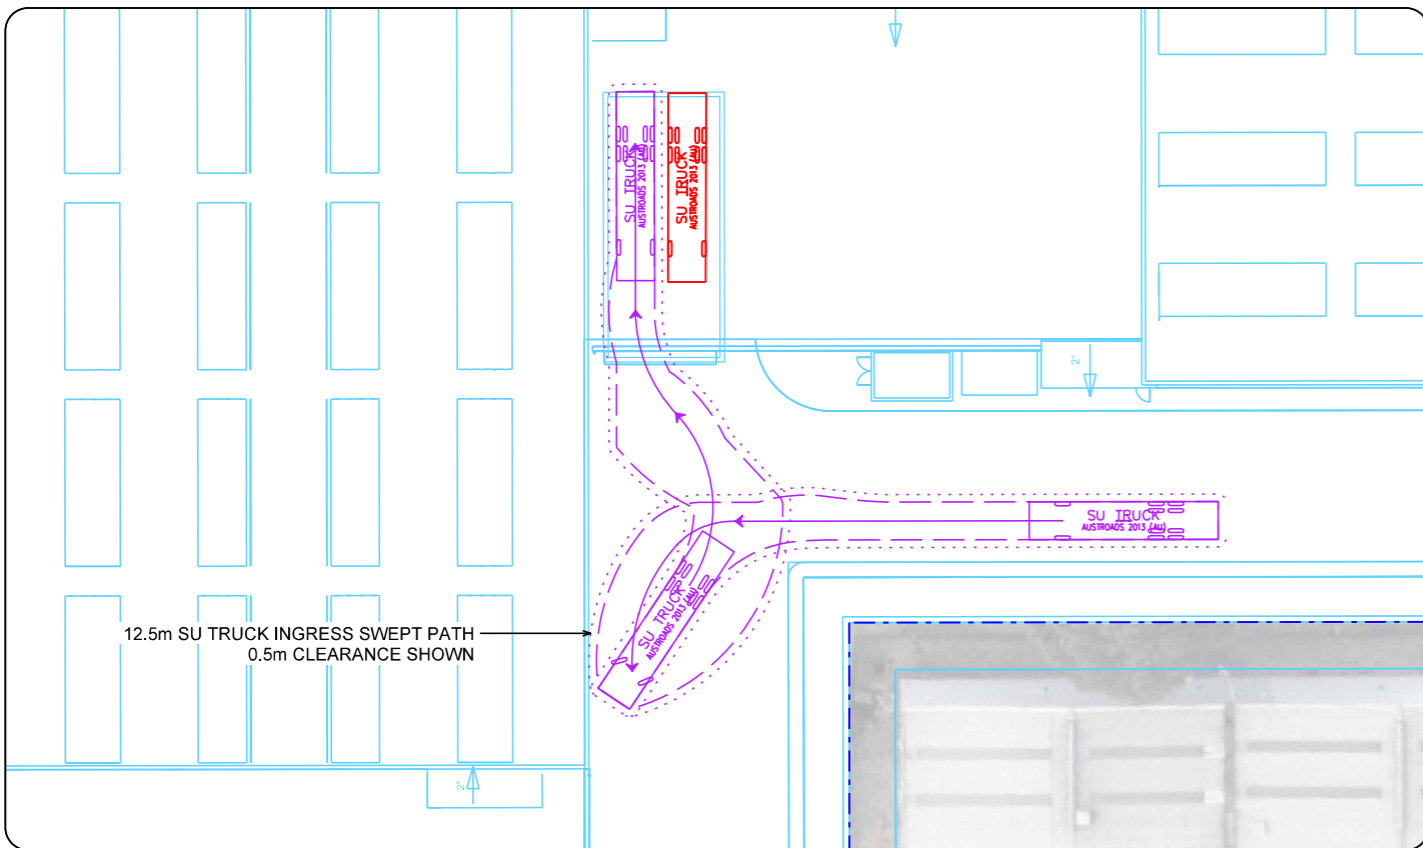 SU TRUCK
AUSTROADS 2013 (AU)
SU TRUCK
AUSTROADS 2013 (AU)
2°
SU TRUCK
AUSTROADS 2013 (AU)
SU TRUCK
AUSTROADS 2013 (AU)
12.5m SU TRUCK INGRESS SWEPT PATH
0.5m CLEARANCE SHOWN
2°